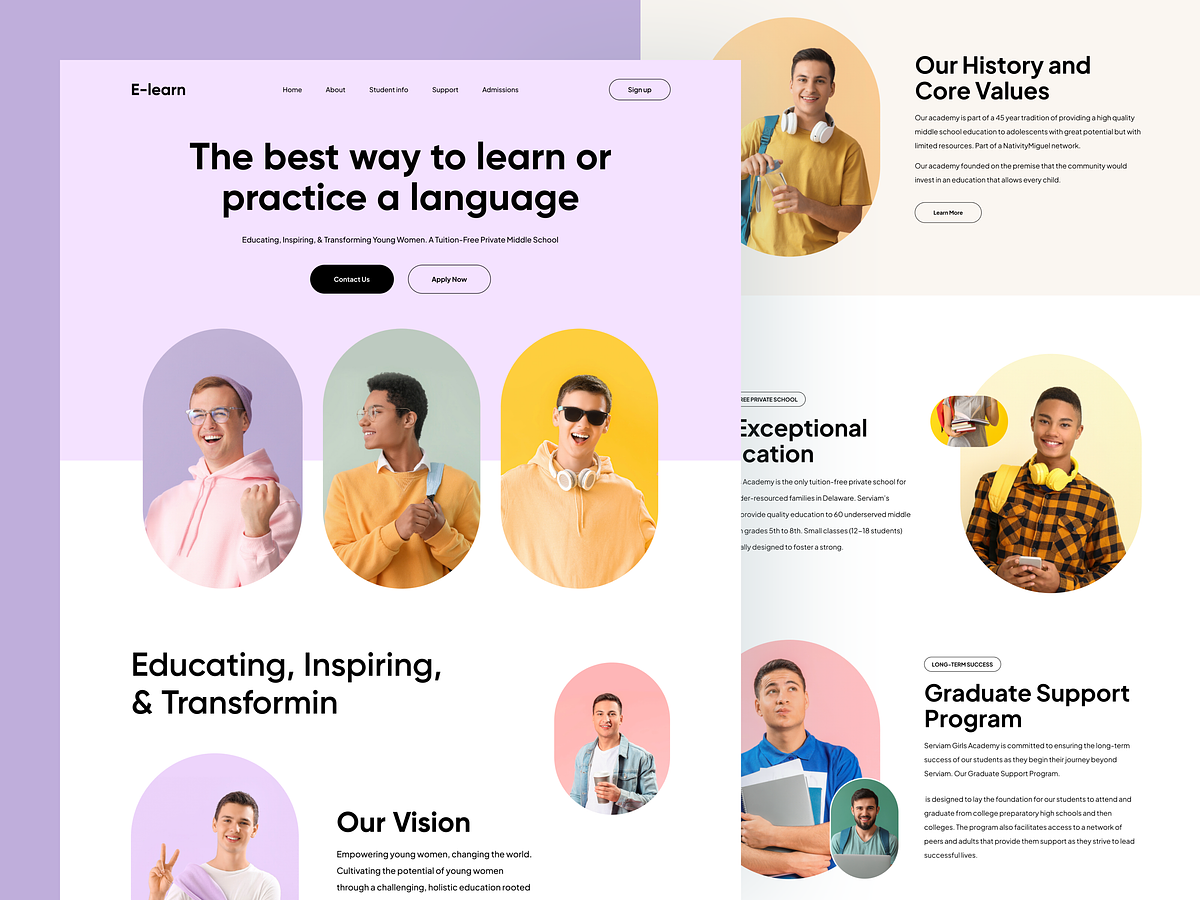 E-learn
Home About Student info Support Admissions
Sign up
The best way to learn or
practice a language
Educating, Inspiring, & Transforming Young Women. A Tuition-Free Private Middle School
Contact Us Apply Now
Educating, Inspiring,
& Transformin
Our Vision
Empowering young women, changing the world.
Cultivating the potential of young women
through a challenging, holistic education rooted
Our History and
Core Values
Our academy is part of a 45 year tradition of providing a high quality
middle school education to adolescents with great potential but with
limited resources. Part of a NativityMiguel network.
Our academy founded on the premise that the community would
invest in an education that allows every child.
Learn More
PRIVATE SCHOOL
Exceptional
cation
Academy is the only tuition-free private school for
der-resourced families in Delaware. Serviam's
provide quality education to 60 underserved middle
grades 5th to 8th. Small classes (12-18 students)
ally designed to foster a strong.
LONG-TERM SUCCESS
Graduate Support
Program
Serviam Girls Academy is committed to ensuring the long-term
success of our students as they begin their journey beyond
Serviam. Our Graduate Support Program.
is designed to lay the foundation for our students to attend and
graduate from college preparatory high schools and then
colleges. The program also facilitates access to a network of
peers and adults that provide them support as they strive to lead
successful lives.